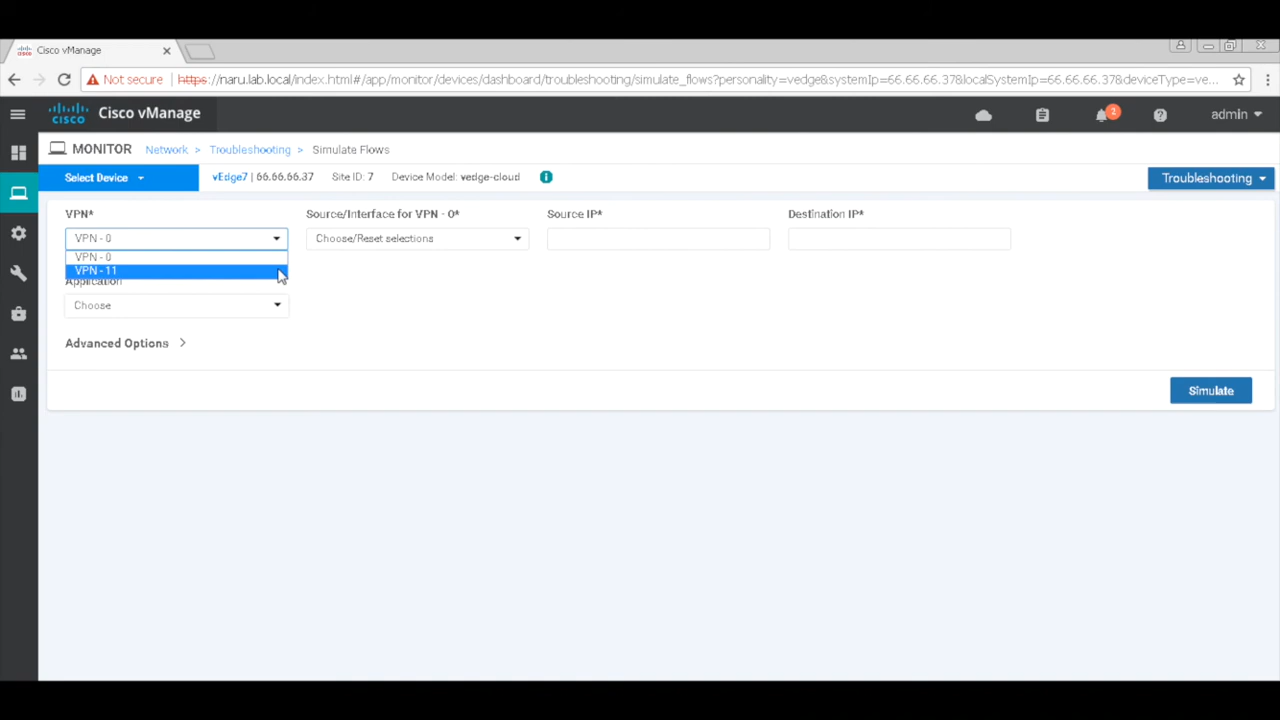 Cisco vManage
Not secure https://naru.lab.local/index.html#/app/monitor/devices/dashboard/troubleshooting/simulate_flows?personality=vedge&systemIp=66.66.66.37&localSystemIp=66.66.66.37&deviceType=ve...
CISCO Cisco vManage 2 admin
MONITOR Network > Troubleshooting > Simulate Flows
Select Device vEdge7 | 66.66.66.37 Site ID: 7 Device Model: vedge-cloud Troubleshooting
VPN* Source/Interface for VPN - 0* Source IP* Destination IP*
VPN - 0 Choose/Reset selections
VPN - 0
VPN - 11
Application
Choose
Advanced Options
Simulate